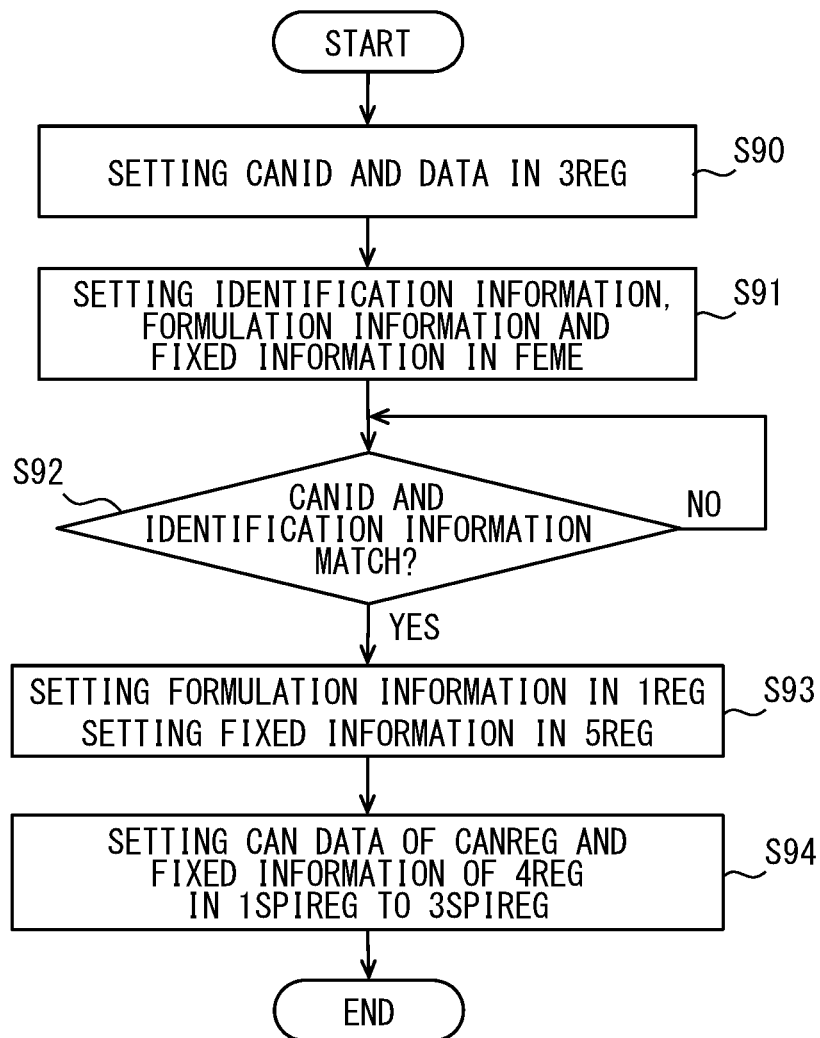 START
SETTING CANID AND DATA IN 3REG
S90
SETTING IDENTIFICATION INFORMATION,
FORMULATION INFORMATION AND
FIXED INFORMATION IN FEME
S91
S92
CANID AND
IDENTIFICATION INFORMATION
MATCH?
NO
YES
SETTING FORMULATION INFORMATION IN 1REG
SETTING FIXED INFORMATION IN 5REG
S93
SETTING CAN DATA OF CANREG AND
FIXED INFORMATION OF 4REG
IN 1SPIREG TO 3SPIREG
S94
END